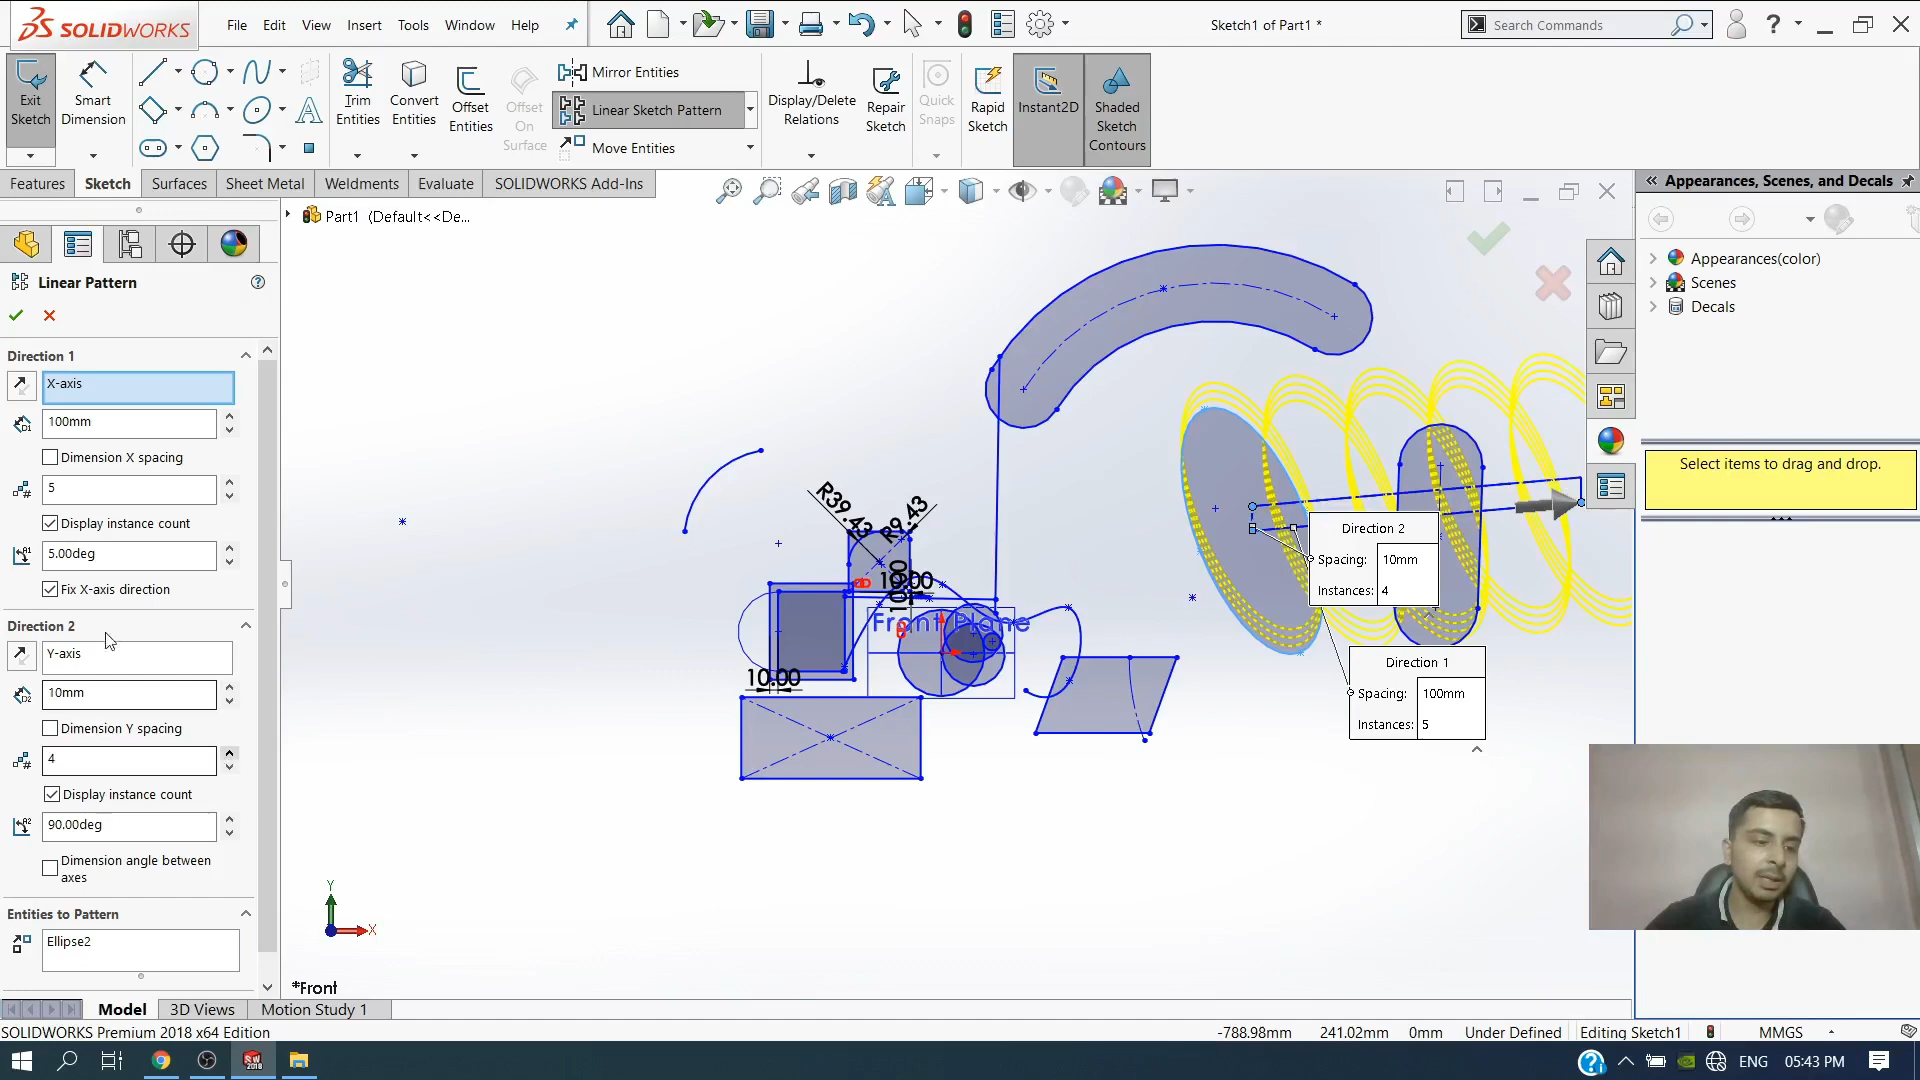 SOLIDWORKS
File Edit View Insert Tools Window Help
Sketch1 of Part1 *
Search Commands
Exit Sketch
Smart Dimension
Trim Entities
Convert Entities
Offset Entities
Offset On Surface
Mirror Entities
Linear Sketch Pattern
Move Entities
Display/Delete Relations
Repair Sketch
Quick Snaps
Rapid Sketch
Instant2D
Shaded Sketch Contours
Features Sketch Surfaces Sheet Metal Weldments Evaluate SOLIDWORKS Add-Ins
Part1 (Default<<De...
Linear Pattern
Direction 1
X-axis
100mm
Dimension X spacing
5
Display instance count
5.00deg
Fix X-axis direction
Direction 2
Y-axis
10mm
Dimension Y spacing
4
Display instance count
90.00deg
Dimension angle between
axes
Entities to Pattern
Ellipse2
R39.43
R9.43
10.00
10.00
10.00
Front Plane
Direction 2
Spacing: 10mm
Instances: 4
Direction 1
Spacing: 100mm
Instances: 5
Y
X
*Front
Appearances, Scenes, and Decals
Appearances(color)
Scenes
Decals
Select items to drag and drop.
Model 3D Views Motion Study 1
SOLIDWORKS Premium 2018 x64 Edition
-788.98mm 241.02mm 0mm Under Defined Editing Sketch1 MMGS
ENG 05:43 PM